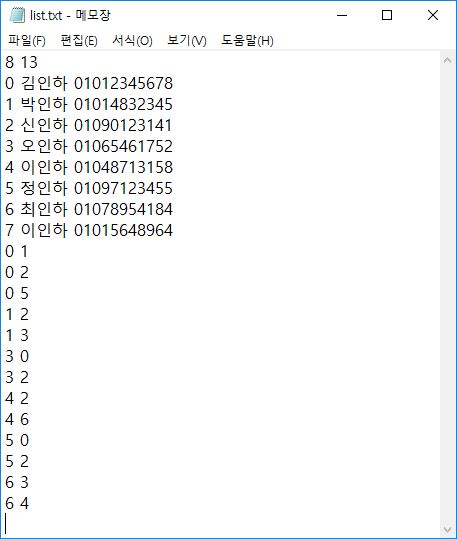 list.txt - 메모장
파일(F) 편집(E) 서식(O) 보기(V) 도움말(H)
8 13
0 김인하 01012345678
1 박인하 01014832345
2 신인하 01090123141
3 오인하 01065461752
4 이인하 01048713158
5 정인하 01097123455
6 최인하 01078954184
7 이인하 01015648964
0 1
0 2
0 5
1 2
1 3
3 0
3 2
4 2
4 6
5 0
5 2
6 3
6 4